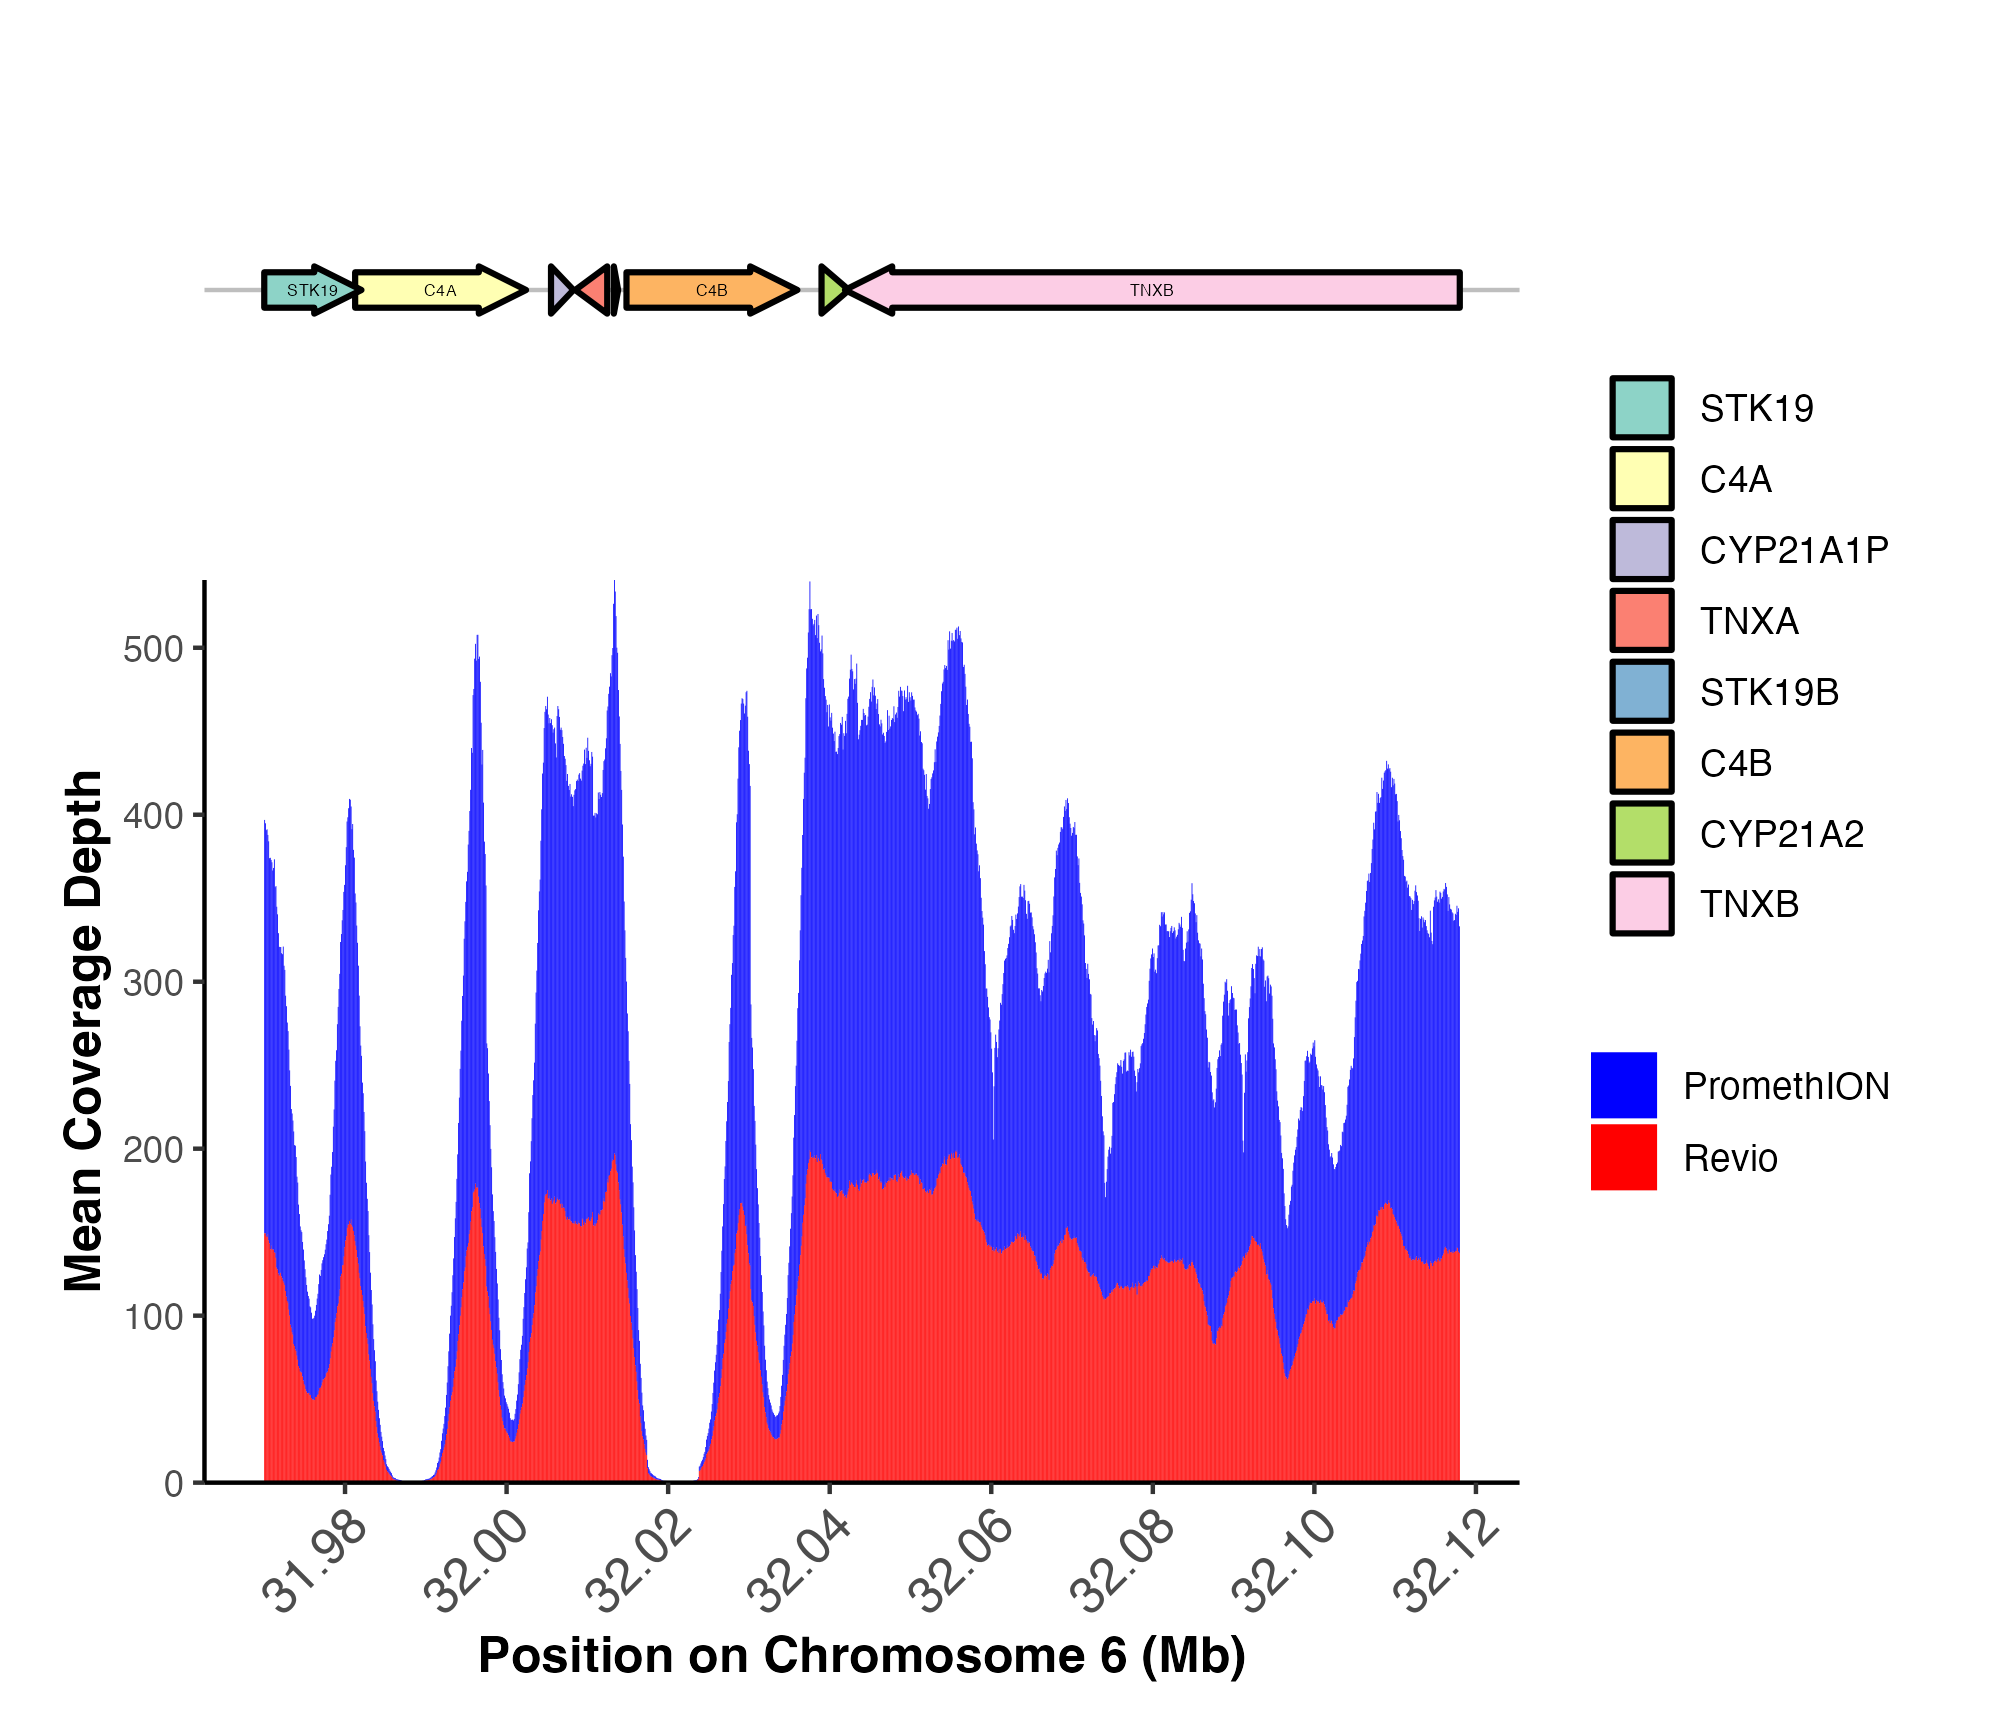 STK19
C4A
C4B
TNXB
STK19
C4A
CYP21A1P
TNXA
STK19B
C4B
CYP21A2
TNXB
PromethION
Revio
Mean Coverage Depth
500
400
300
200
100
0
31.98
32.00
32.02
32.04
32.06
32.08
32.10
32.12
Position on Chromosome 6 (Mb)